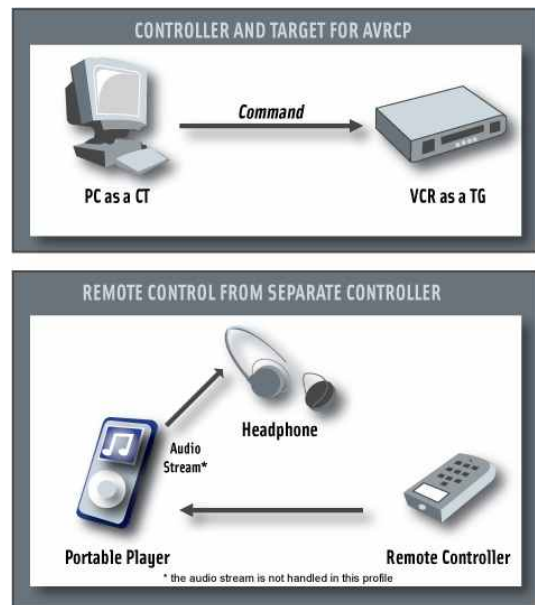 CONTROLLER AND TARGET FOR AVRCP
Command
PC as a CT
VCR as a TG
REMOTE CONTROL FROM SEPARATE CONTROLLER
Headphone
Audio
Stream*
Portable Player
Remote Controller
* the audio stream is not handled in this profile